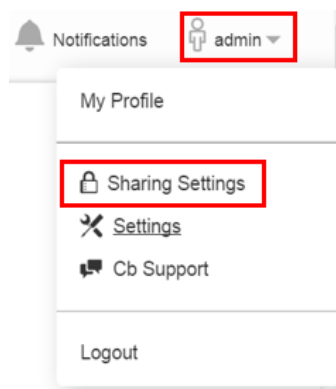 Notifications admin
My Profile
Sharing Settings
Settings
Cb Support
Logout